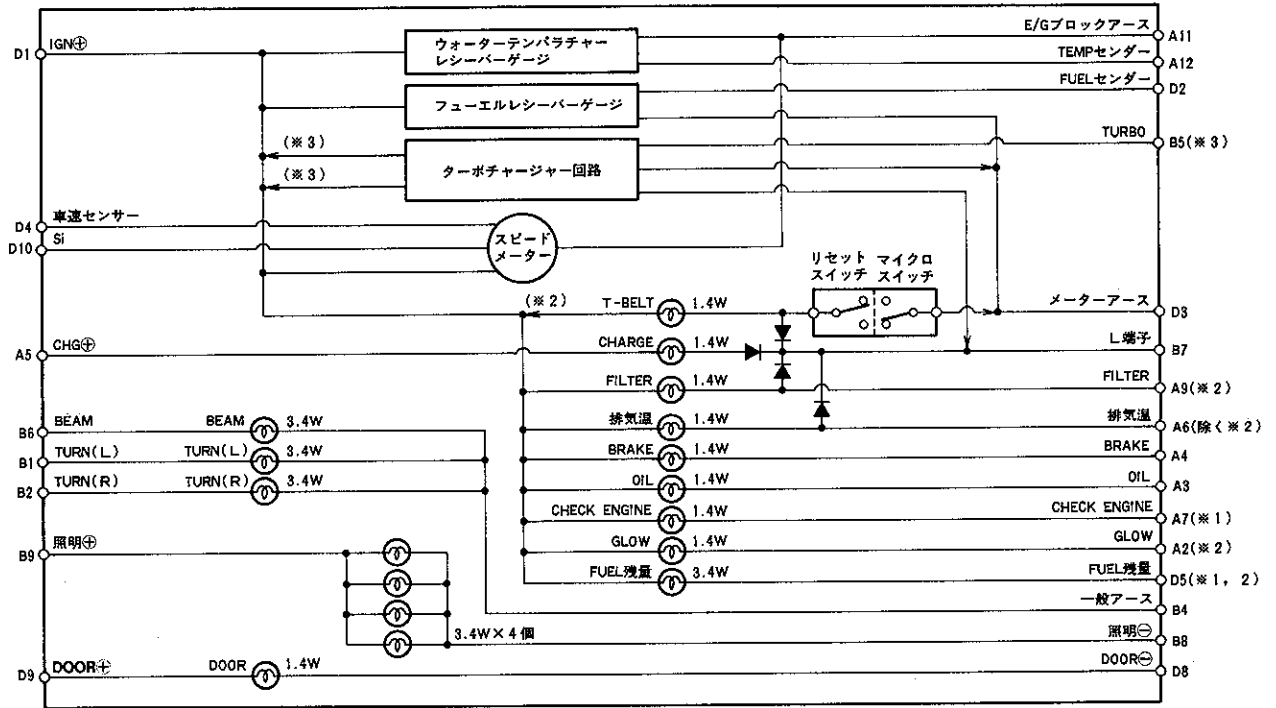 E/Gブロックアース
A11
D1 IGN⊕
ウォーターテンパラチャー
レシーバーゲージ
TEMPセンダー
A12
FUELセンダー
D2
フューエルレシーバーゲージ
(※3)
TURBO
B5(※3)
(※3)
ターボチャージャー回路
D4 車速センサー
D10 Si
スピード
メーター
リセット マイクロ
スイッチ スイッチ
(※2) T-BELT 1.4W
メーターアース
D3
A5 CHG⊕
CHARGE 1.4W
L端子
B7
FILTER 1.4W
FILTER
A9(※2)
B6 BEAM BEAM 3.4W
排気温 1.4W
排気温
A6(除く※2)
B1 TURN(L) TURN(L) 3.4W
BRAKE 1.4W
BRAKE
A4
B2 TURN(R) TURN(R) 3.4W
OIL 1.4W
OIL
A3
CHECK ENGINE 1.4W
CHECK ENGINE
A7(※1)
B9 照明⊕
GLOW 1.4W
GLOW
A2(※2)
FUEL残量 3.4W
FUEL残量
D5(※1, 2)
一般アース
B4
3.4W×4個
照明⊖
B8
D9 DOOR⊕ DOOR 1.4W
DOOR⊖
D8